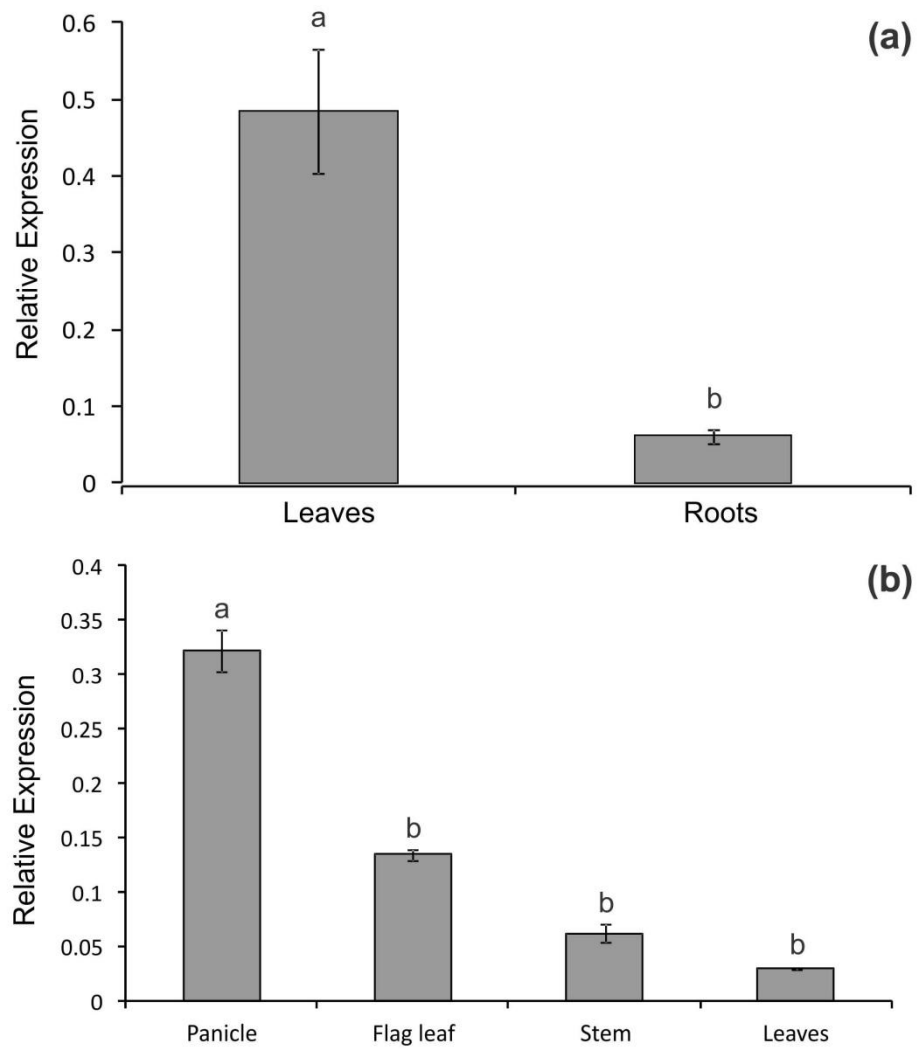 (a)
Relative Expression
0.6
0.5
0.4
0.3
0.2
0.1
0
a
b
Leaves Roots
(b)
Relative Expression
0.4
0.35
0.3
0.25
0.2
0.15
0.1
0.05
0
a
b
b
b
Panicle Flag leaf Stem Leaves